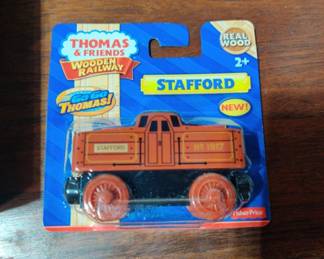 THOMAS
& FRIENDS
WOODEN
RAILWAY
Go Go
THOMAS!
REAL
WOOD
2+
STAFFORD
NEW!
STAFFORD
Fisher-Price